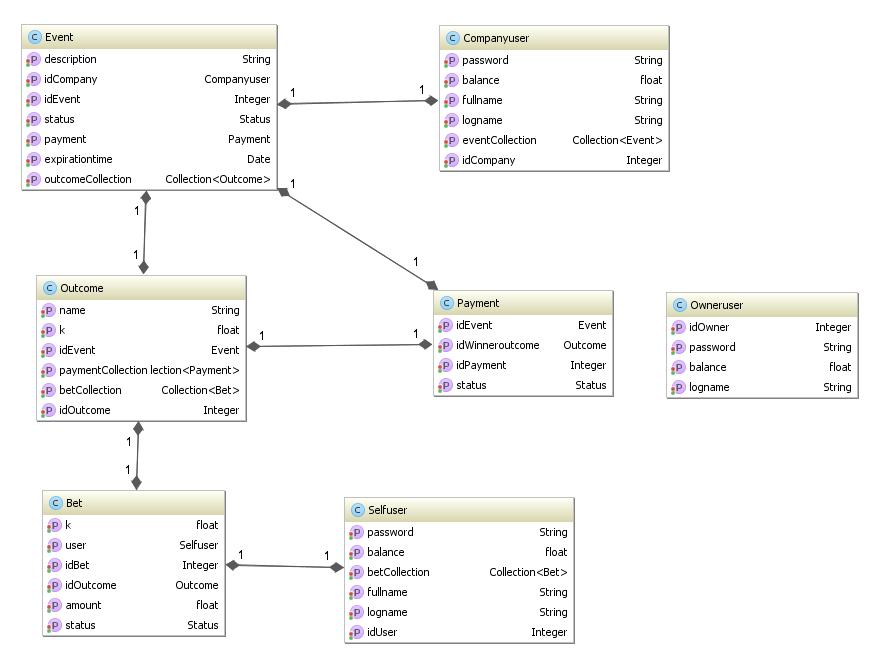 C Event
P description String
P idCompany Companyuser
P idEvent Integer
P status Status
P payment Payment
P expirationtime Date
P outcomeCollection Collection<Outcome>
1
1
C Companyuser
P password String
P balance float
P fullname String
P logname String
P eventCollection Collection<Event>
P idCompany Integer
1
1
1
1
C Outcome
P name String
P k float
P idEvent Event
P paymentCollection lection<Payment>
P betCollection Collection<Bet>
P idOutcome Integer
1
1
C Payment
P idEvent Event
P idWinneroutcome Outcome
P idPayment Integer
P status Status
C Owneruser
P idOwner Integer
P password String
P balance float
P logname String
1
1
C Bet
P k float
P user Selfuser
P idBet Integer
P idOutcome Outcome
P amount float
P status Status
1
1
C Selfuser
P password String
P balance float
P betCollection Collection<Bet>
P fullname String
P logname String
P idUser Integer